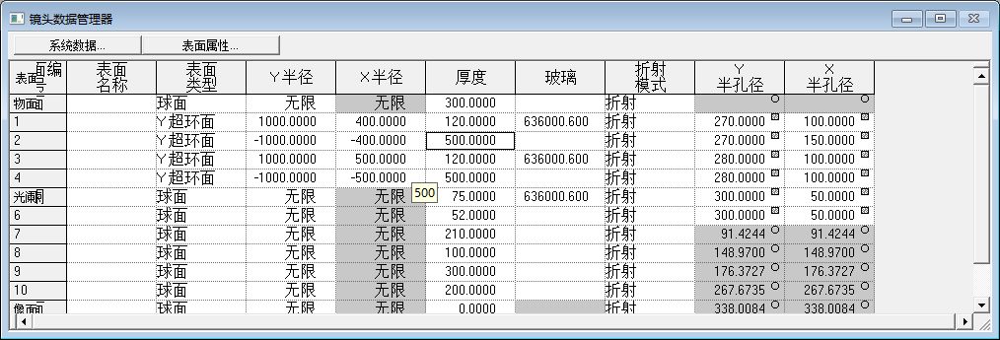 镜头数据管理器
系统数据... 表面属性...
表面编号 表面名称 表面类型 Y半径 X半径 厚度 玻璃 折射模式 Y半孔径 X半孔径
物面 球面 无限 无限 300.0000 折射
1 Y超环面 1000.0000 400.0000 120.0000 636000.600 折射 270.0000 100.0000
2 Y超环面 -1000.0000 -400.0000 500.0000 折射 270.0000 150.0000
3 Y超环面 1000.0000 500.0000 120.0000 636000.600 折射 280.0000 100.0000
4 Y超环面 -1000.0000 -500.0000 500.0000 折射 280.0000 100.0000
光阑 球面 无限 无限 500 75.0000 636000.600 折射 300.0000 50.0000
6 球面 无限 无限 52.0000 折射 300.0000 50.0000
7 球面 无限 无限 210.0000 折射 91.4244 91.4244
8 球面 无限 无限 100.0000 折射 148.9700 148.9700
9 球面 无限 无限 300.0000 折射 176.3727 176.3727
10 球面 无限 无限 200.0000 折射 267.6735 267.6735
像面 球面 无限 无限 0.0000 折射 338.0084 338.0084